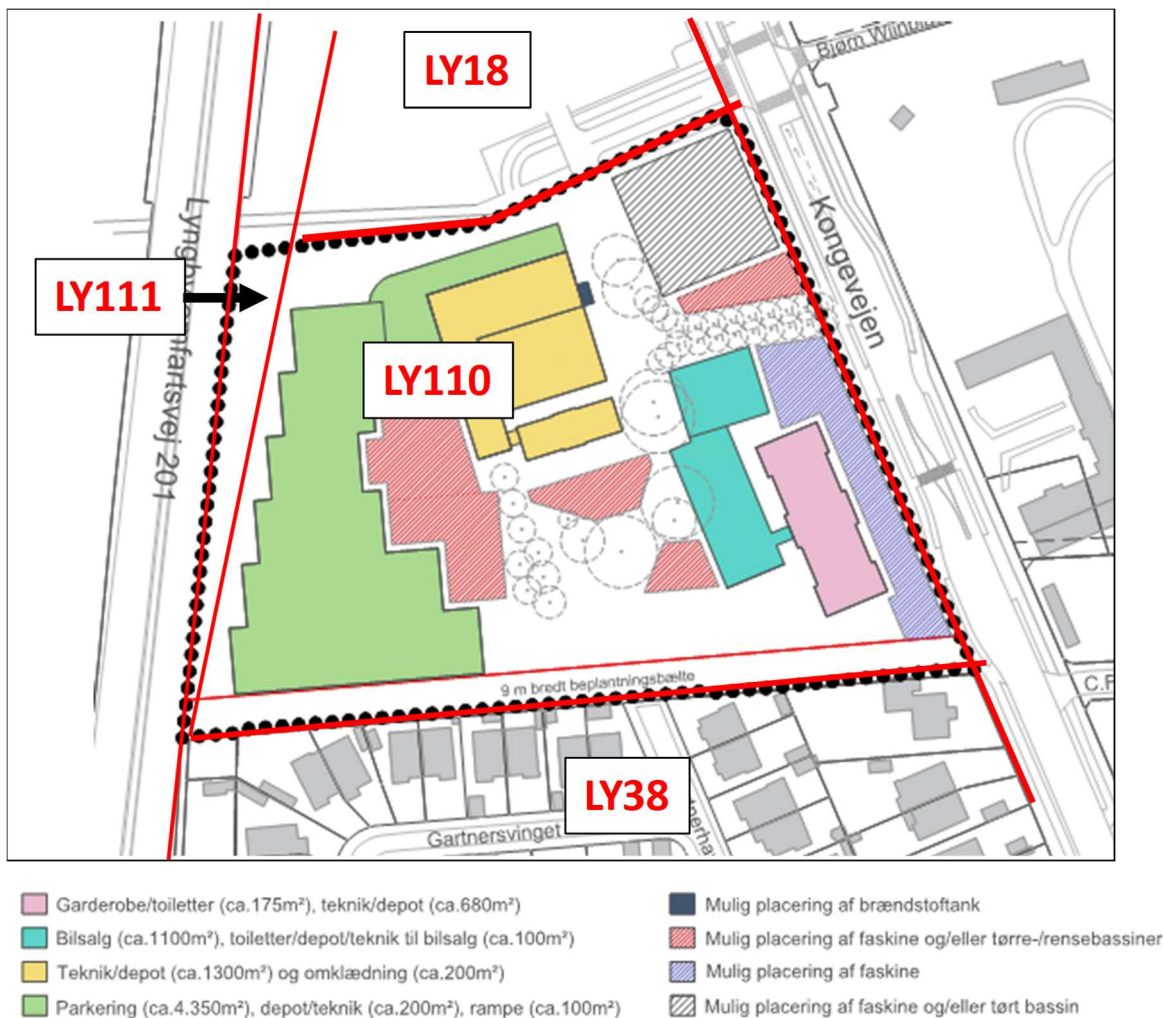 LY18
Bjørn Wiinbla
Kongevejen
LY111
Lyngbyomfartsvej 201
LY110
9 m bredt beplantningsbælte
C.F
LY38
Gartnersvinget
Garderobe/toiletter (ca.175m²), teknik/depot (ca.680m²)
Bilsalg (ca.1100m²), toiletter/depot/teknik til bilsalg (ca.100m²)
Teknik/depot (ca.1300m²) og omklædning (ca.200m²)
Parkering (ca.4.350m²), depot/teknik (ca.200m²), rampe (ca.100m²)
Mulig placering af brændstoftank
Mulig placering af faskine og/eller tørre-/rensebassiner
Mulig placering af faskine
Mulig placering af faskine og/eller tørt bassin